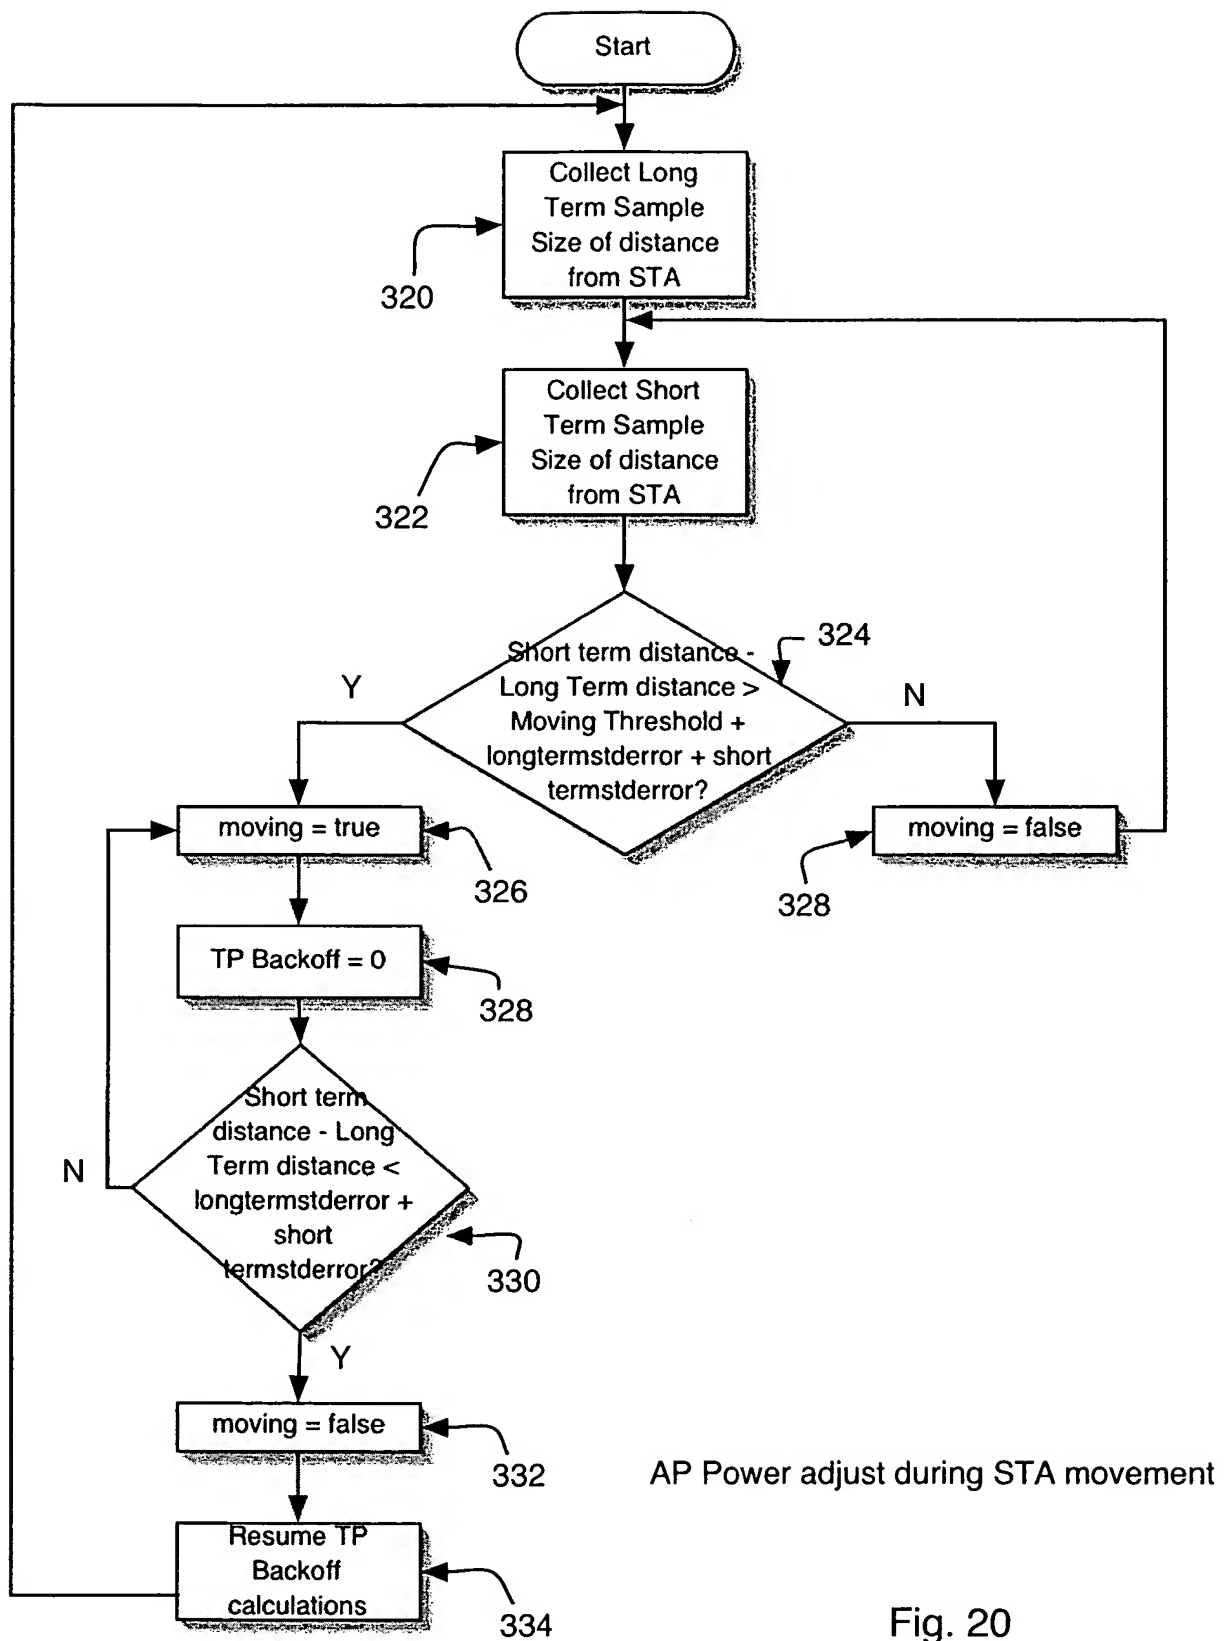 Start
Collect Long
Term Sample
Size of distance
from STA
320
Collect Short
Term Sample
Size of distance
from STA
322
324
Short term distance -
Long Term distance >
Moving Threshold +
longtermstderror + short
termstderror?
Y
N
moving = true
326
moving = false
328
TP Backoff = 0
328
Short term
distance - Long
Term distance <
longtermstderror +
short
termstderror?
N
330
Y
moving = false
332
AP Power adjust during STA movement
Resume TP
Backoff
calculations
334
Fig. 20